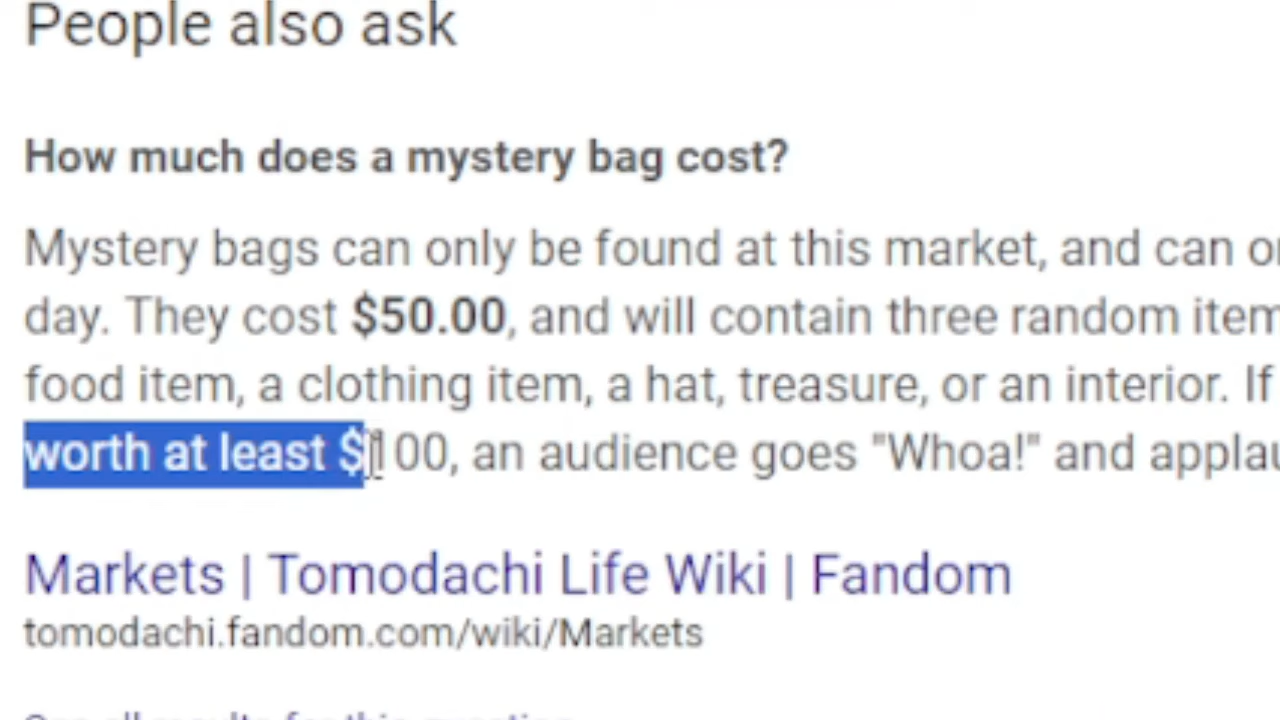 People also ask
How much does a mystery bag cost?
Mystery bags can only be found at this market, and can
day. They cost $50.00, and will contain three random item
food item, a clothing item, a hat, treasure, or an interior. If
worth at least $100, an audience goes "Whoa!" and applau
Markets | Tomodachi Life Wiki | Fandom
tomodachi.fandom.com/wiki/Markets